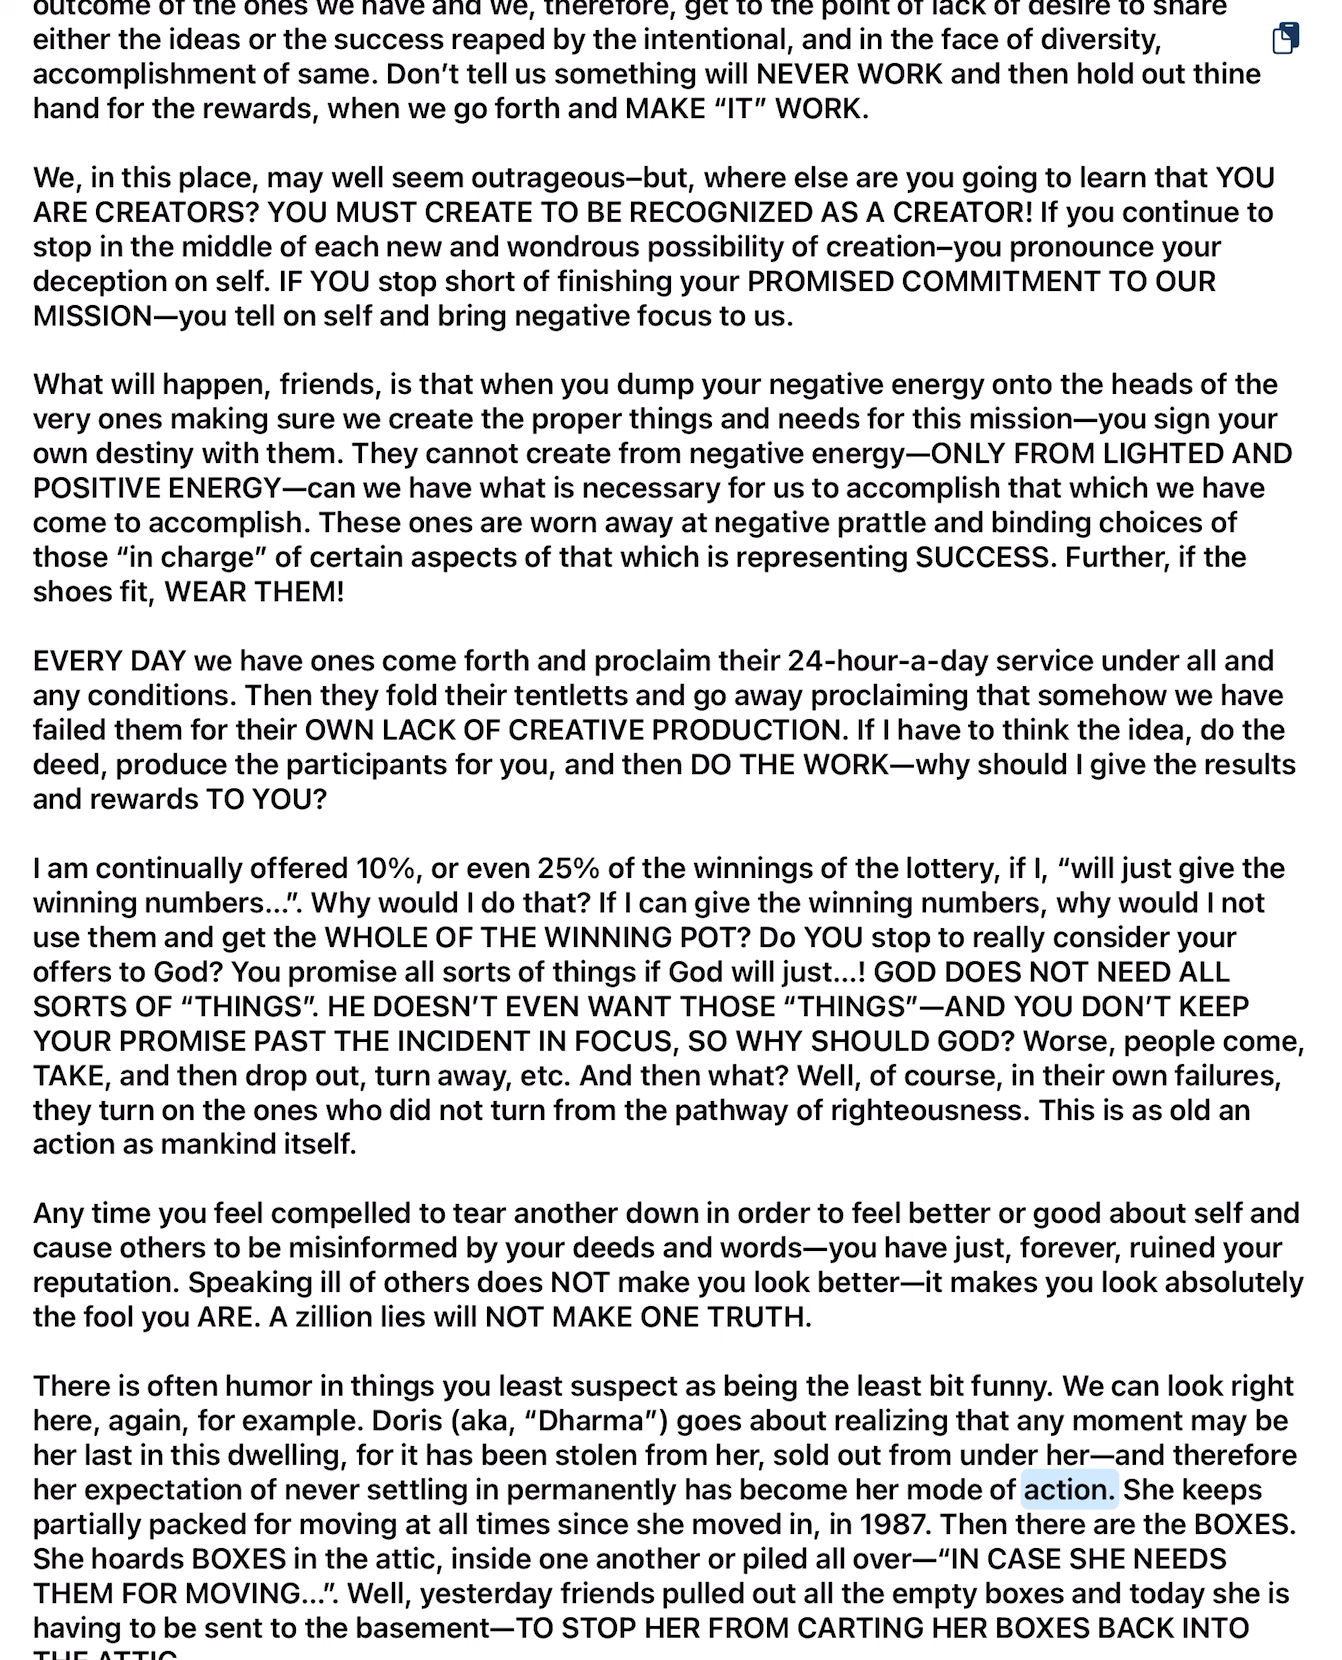 outcome of the ones we have and we, therefore, get to the point of lack of desire to share
either the ideas or the success reaped by the intentional, and in the face of diversity,
accomplishment of same. Don’t tell us something will NEVER WORK and then hold out thine
hand for the rewards, when we go forth and MAKE “IT” WORK.
We, in this place, may well seem outrageous–but, where else are you going to learn that YOU
ARE CREATORS? YOU MUST CREATE TO BE RECOGNIZED AS A CREATOR! If you continue to
stop in the middle of each new and wondrous possibility of creation–you pronounce your
deception on self. IF YOU stop short of finishing your PROMISED COMMITMENT TO OUR
MISSION—you tell on self and bring negative focus to us.
What will happen, friends, is that when you dump your negative energy onto the heads of the
very ones making sure we create the proper things and needs for this mission—you sign your
own destiny with them. They cannot create from negative energy—ONLY FROM LIGHTED AND
POSITIVE ENERGY—can we have what is necessary for us to accomplish that which we have
come to accomplish. These ones are worn away at negative prattle and binding choices of
those “in charge” of certain aspects of that which is representing SUCCESS. Further, if the
shoes fit, WEAR THEM!
EVERY DAY we have ones come forth and proclaim their 24-hour-a-day service under all and
any conditions. Then they fold their tentletts and go away proclaiming that somehow we have
failed them for their OWN LACK OF CREATIVE PRODUCTION. If I have to think the idea, do the
deed, produce the participants for you, and then DO THE WORK—why should I give the results
and rewards TO YOU?
I am continually offered 10%, or even 25% of the winnings of the lottery, if I, “will just give the
winning numbers...”. Why would I do that? If I can give the winning numbers, why would I not
use them and get the WHOLE OF THE WINNING POT? Do YOU stop to really consider your
offers to God? You promise all sorts of things if God will just...! GOD DOES NOT NEED ALL
SORTS OF “THINGS”. HE DOESN’T EVEN WANT THOSE “THINGS”—AND YOU DON’T KEEP
YOUR PROMISE PAST THE INCIDENT IN FOCUS, SO WHY SHOULD GOD? Worse, people come,
TAKE, and then drop out, turn away, etc. And then what? Well, of course, in their own failures,
they turn on the ones who did not turn from the pathway of righteousness. This is as old an
action as mankind itself.
Any time you feel compelled to tear another down in order to feel better or good about self and
cause others to be misinformed by your deeds and words—you have just, forever, ruined your
reputation. Speaking ill of others does NOT make you look better—it makes you look absolutely
the fool you ARE. A zillion lies will NOT MAKE ONE TRUTH.
There is often humor in things you least suspect as being the least bit funny. We can look right
here, again, for example. Doris (aka, “Dharma”) goes about realizing that any moment may be
her last in this dwelling, for it has been stolen from her, sold out from under her—and therefore
her expectation of never settling in permanently has become her mode of action. She keeps
partially packed for moving at all times since she moved in, in 1987. Then there are the BOXES.
She hoards BOXES in the attic, inside one another or piled all over—“IN CASE SHE NEEDS
THEM FOR MOVING...”. Well, yesterday friends pulled out all the empty boxes and today she is
having to be sent to the basement—TO STOP HER FROM CARTING HER BOXES BACK INTO
THE ATTIC